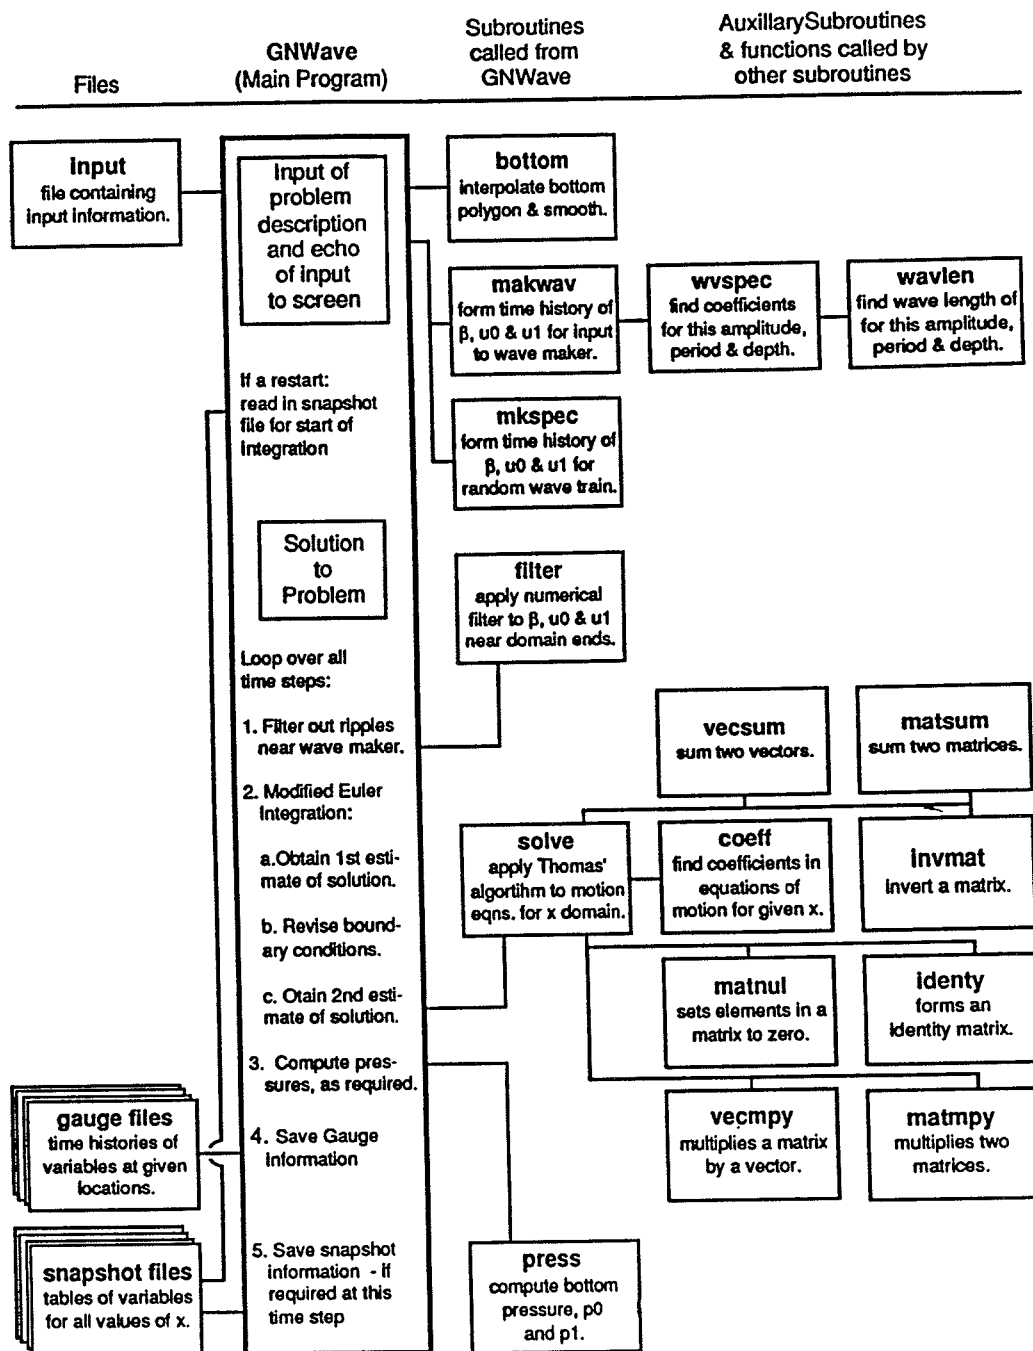 Files
GNWave
(Main Program)
Subroutines
called from
GNWave
AuxillarySubroutines
& functions called by
other subroutines
Input
file containing
input information.
Input of
problem
description
and echo
of input
to screen
If a restart:
read in snapshot
file for start of
integration
Solution
to
Problem
Loop over all
time steps:
1. Filter out ripples
near wave maker.
2. Modified Euler
Integration:
a.Obtain 1st esti-
mate of solution.
b. Revise bound-
ary conditions.
c. Otain 2nd esti-
mate of solution.
3. Compute pres-
sures, as required.
4. Save Gauge
Information
5. Save snapshot
information - if
required at this
time step
bottom
interpolate bottom
polygon & smooth.
makwav
form time history of
β, u0 & u1 for input
to wave maker.
wvspec
find coefficients
for this amplitude,
period & depth.
wavlen
find wave length of
for this amplitude,
period & depth.
mkspec
form time history of
β, u0 & u1 for
random wave train.
filter
apply numerical
filter to β, u0 & u1
near domain ends.
vecsum
sum two vectors.
matsum
sum two matrices.
solve
apply Thomas'
algortihm to motion
eqns. for x domain.
coeff
find coefficients in
equations of
motion for given x.
invmat
invert a matrix.
matnul
sets elements in a
matrix to zero.
identy
forms an
identity matrix.
vecmpy
multiplies a matrix
by a vector.
matmpy
multiplies two
matrices.
gauge files
time histories of
variables at given
locations.
snapshot files
tables of variables
for all values of x.
press
compute bottom
pressure, p0
and p1.